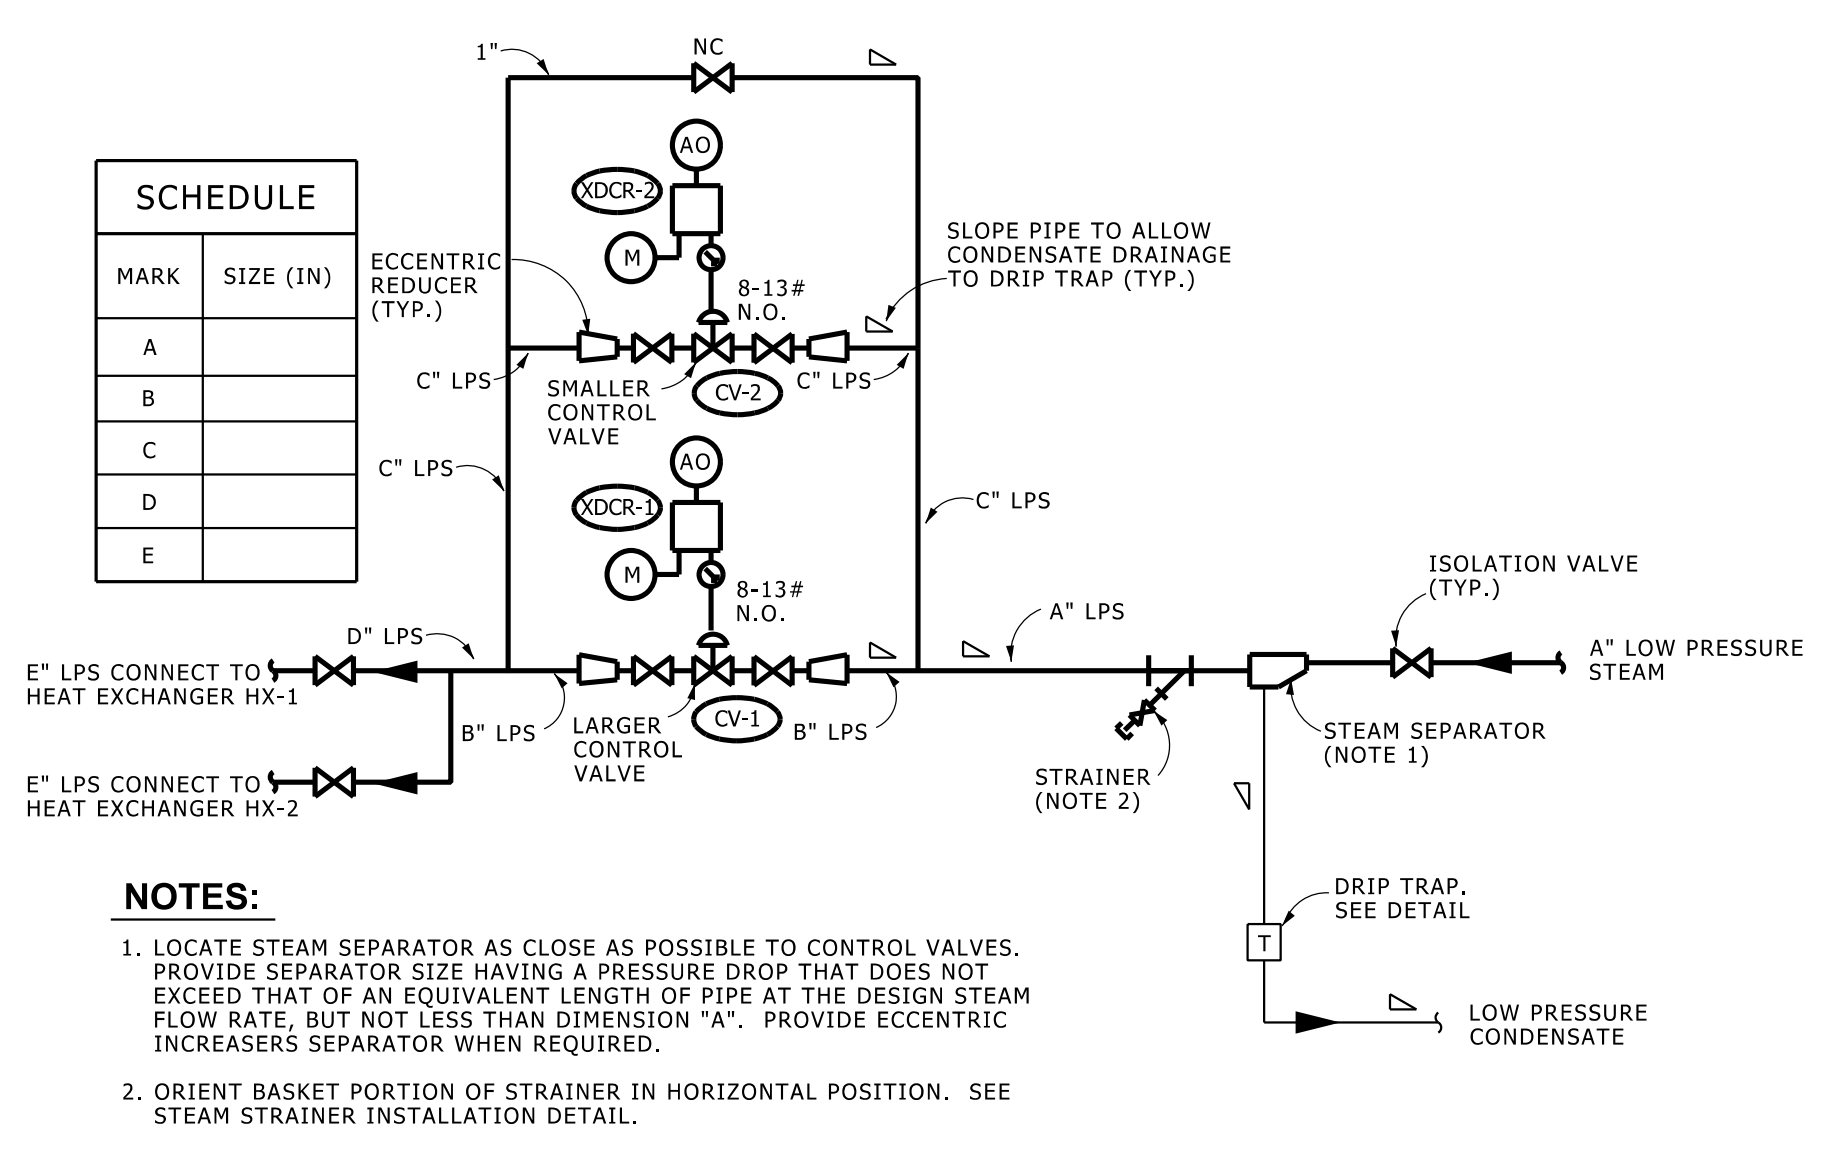 1"
NC
AO
XDCR-2
M
8-13#
N.O.
SCHEDULE
MARK
SIZE (IN)
A
B
C
D
E
ECCENTRIC
REDUCER
(TYP.)
SLOPE PIPE TO ALLOW
CONDENSATE DRAINAGE
TO DRIP TRAP (TYP.)
C" LPS
SMALLER
CONTROL
VALVE
CV-2
C" LPS
C" LPS
AO
XDCR-1
M
8-13#
N.O.
C" LPS
ISOLATION VALVE
(TYP.)
D" LPS
A" LPS
E" LPS CONNECT TO
HEAT EXCHANGER HX-1
A" LOW PRESSURE
STEAM
B" LPS
LARGER
CONTROL
VALVE
CV-1
B" LPS
STEAM SEPARATOR
(NOTE 1)
STRAINER
(NOTE 2)
E" LPS CONNECT TO
HEAT EXCHANGER HX-2
DRIP TRAP.
SEE DETAIL
T
LOW PRESSURE
CONDENSATE
NOTES:
1. LOCATE STEAM SEPARATOR AS CLOSE AS POSSIBLE TO CONTROL VALVES.
PROVIDE SEPARATOR SIZE HAVING A PRESSURE DROP THAT DOES NOT
EXCEED THAT OF AN EQUIVALENT LENGTH OF PIPE AT THE DESIGN STEAM
FLOW RATE, BUT NOT LESS THAN DIMENSION "A". PROVIDE ECCENTRIC
INCREASERS SEPARATOR WHEN REQUIRED.
2. ORIENT BASKET PORTION OF STRAINER IN HORIZONTAL POSITION. SEE
STEAM STRAINER INSTALLATION DETAIL.